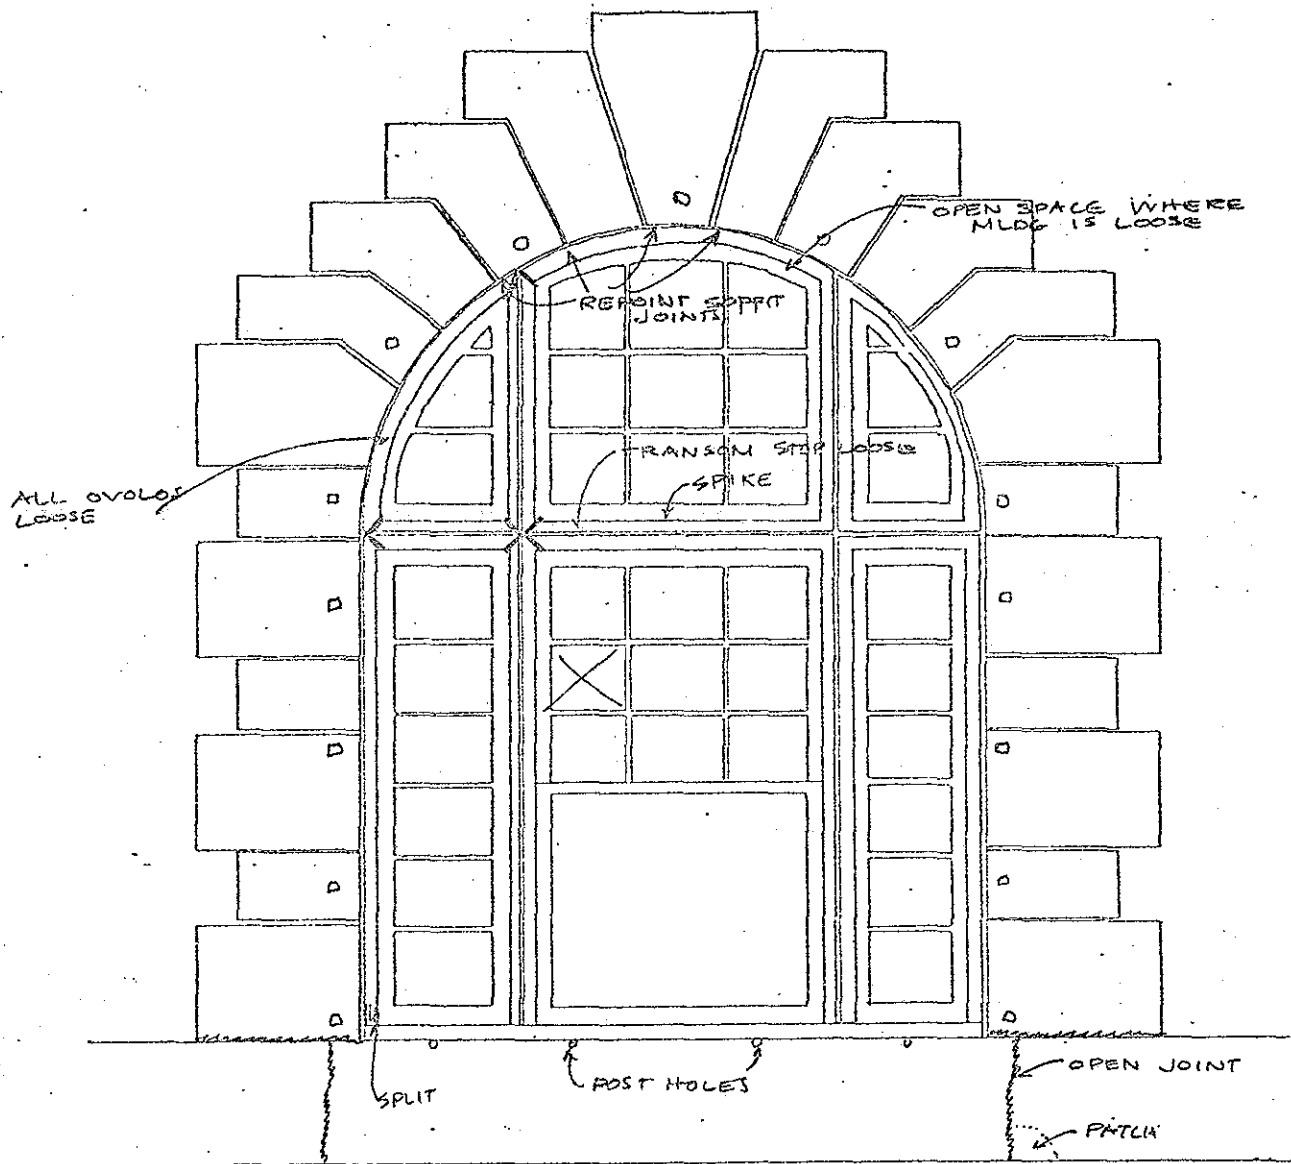 OPEN SPACE WHERE
MLDG IS LOOSE
REPOINT SOFFIT
JOINTS
TRANSOM STOP LOOSE
SPIKE
ALL OVOLOS
LOOSE
SPLIT
POST HOLES
OPEN JOINT
PATCH